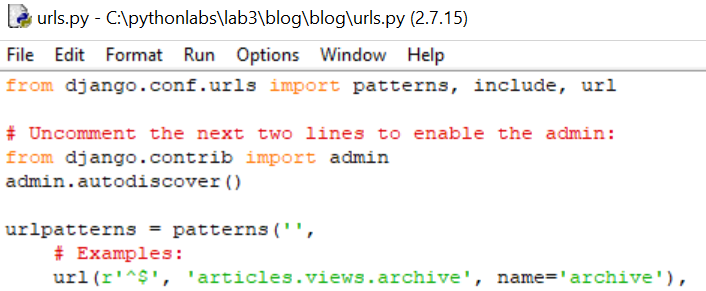 urls.py - C:\pythonlabs\lab3\blog\blog\urls.py (2.7.15)
File Edit Format Run Options Window Help
from django.conf.urls import patterns, include, url
# Uncomment the next two lines to enable the admin:
from django.contrib import admin
admin.autodiscover()
urlpatterns = patterns('',
    # Examples:
    url(r'^$', 'articles.views.archive', name='archive'),